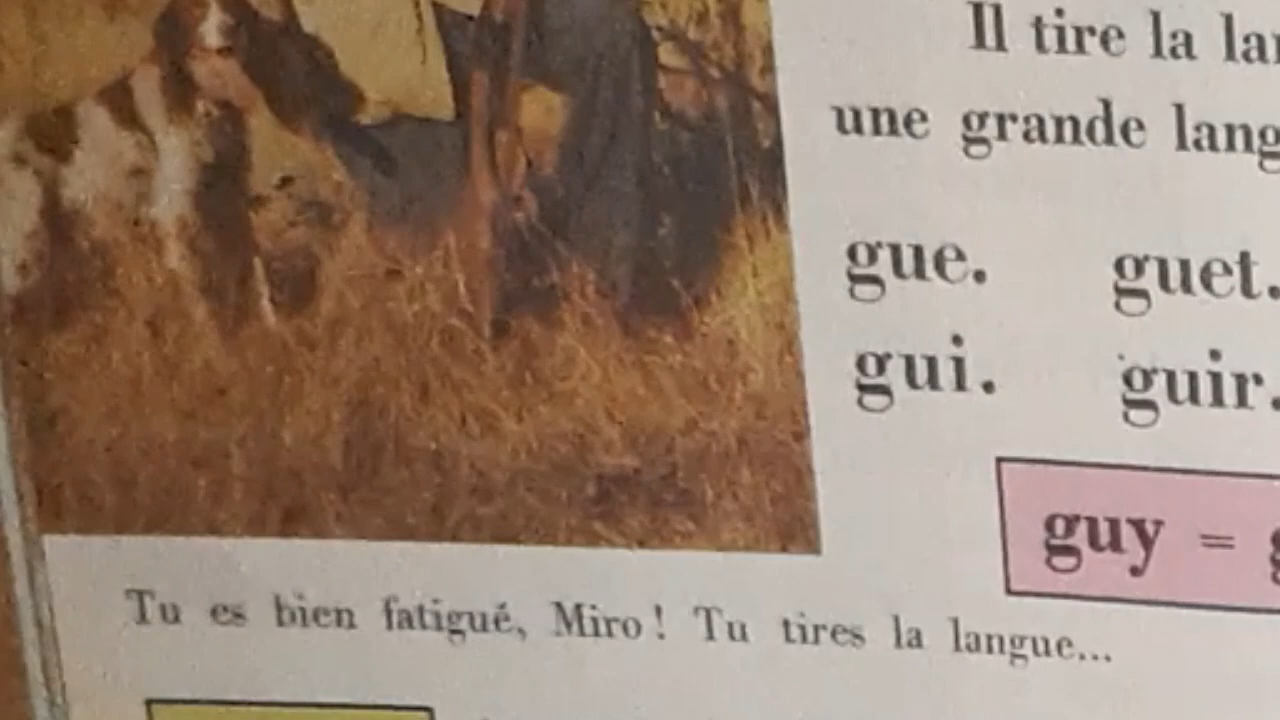 Il tire la
une grande
gue. guet.
gui. guir.
guy =
Tu es bien fatigué, Miro ! Tu tires la langue...